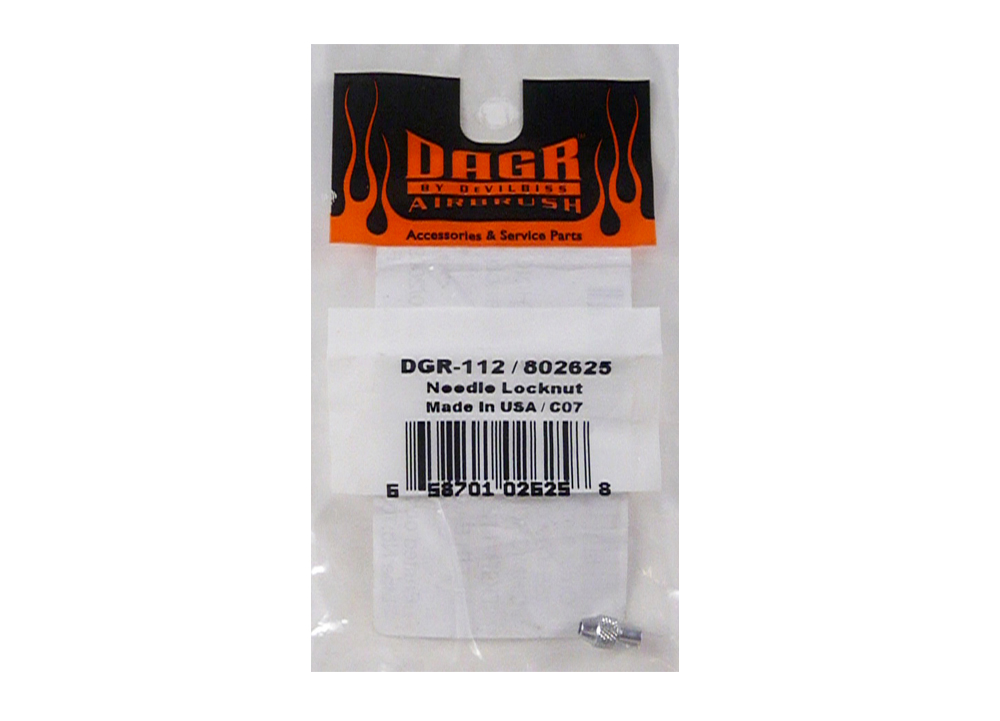 DAGR™
BY DEVILBISS
AIRBRUSH
Accessories & Service Parts
DGR-112 / 802625
Needle Locknut
Made In USA / C07
6 58701 02625 8